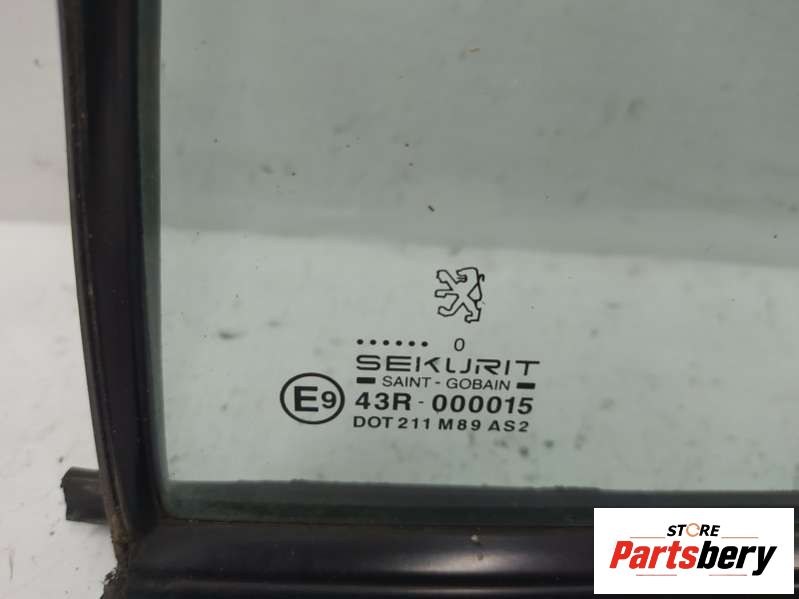 ...... 0
SEKURIT
SAINT - GOBAIN
E9 43R - 000015
DOT 211 M89 AS2
STORE
Partsbery